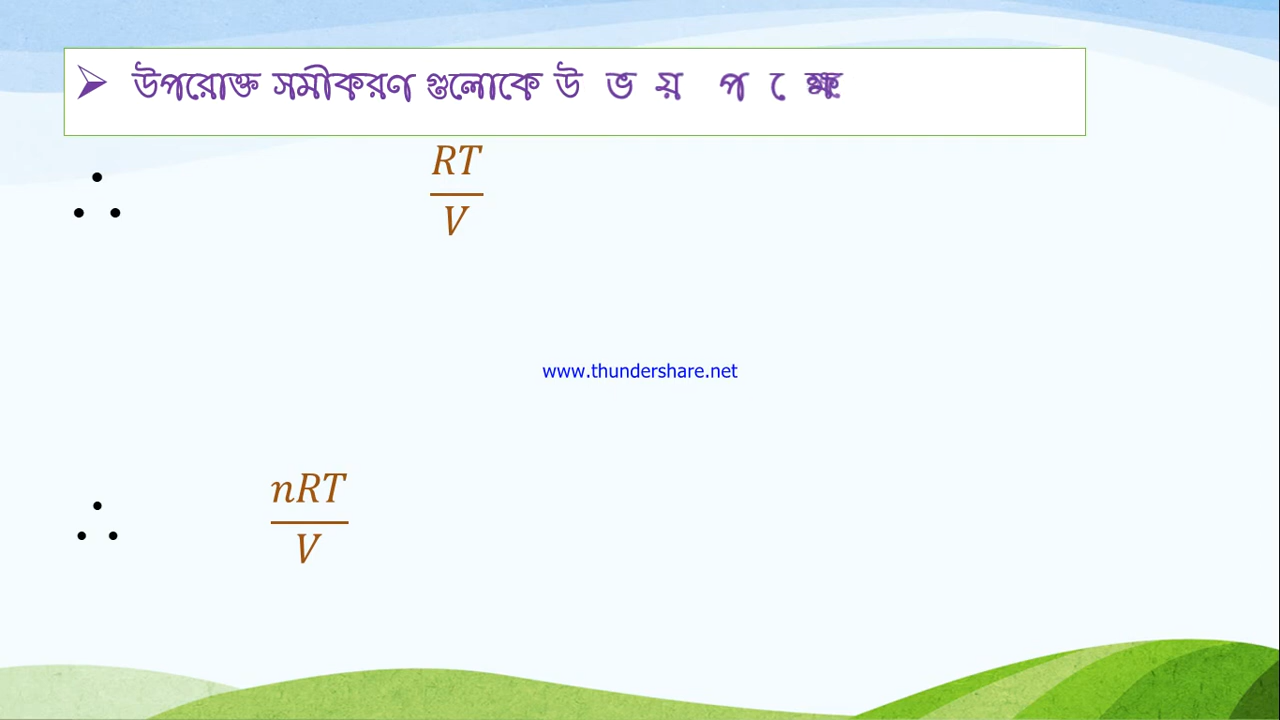 ➢ উপরোক্ত সমীকরণ গুলোকে উ ভ য় প ক্ষে
∴ RT
V
www.thundershare.net
∴ nRT
V